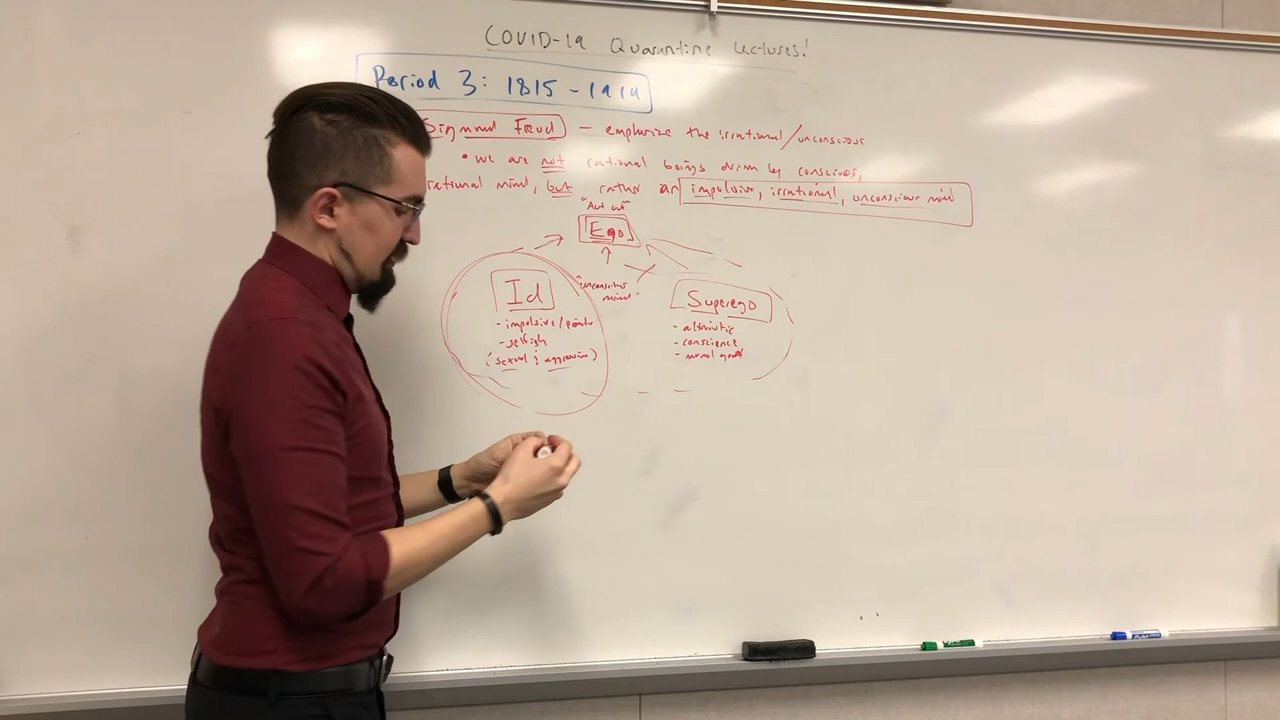 COVID-19 Quarantine Lectures!
Period 3: 1815 - 1914
Sigmund Freud - emphasize the irrational/unconscious
• we are not rational beings driven by conscious,
rational mind, but rather an impulsive, irrational, unconscious mind
"Act out"
Ego
"unconscious
mind"
Id
- impulsive/
- selfish
(sexual & aggressive)
Superego
- altruistic
- conscience
- moral